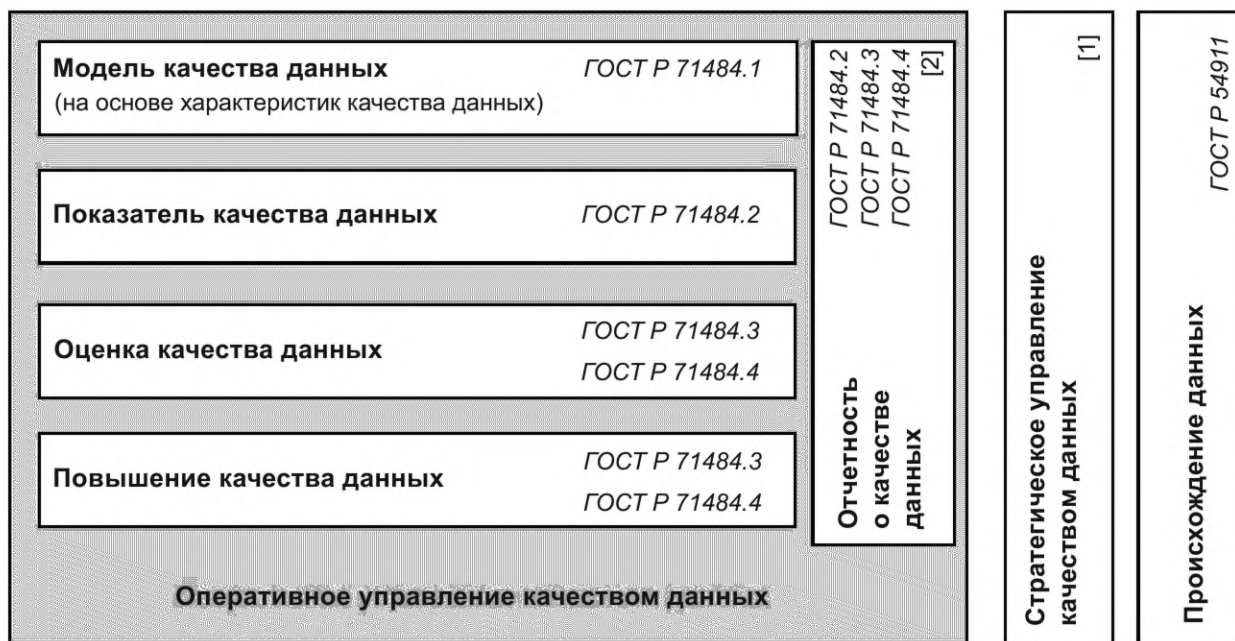 Модель качества данных ГОСТ Р 71484.1
(на основе характеристик качества данных)
Показатель качества данных ГОСТ Р 71484.2
Оценка качества данных ГОСТ Р 71484.3
ГОСТ Р 71484.4
Повышение качества данных ГОСТ Р 71484.3
ГОСТ Р 71484.4
Оперативное управление качеством данных
Отчетность ГОСТ Р 71484.2
о качестве ГОСТ Р 71484.3
данных ГОСТ Р 71484.4
[2]
Стратегическое управление
качеством данных [1]
Происхождение данных ГОСТ Р 54911